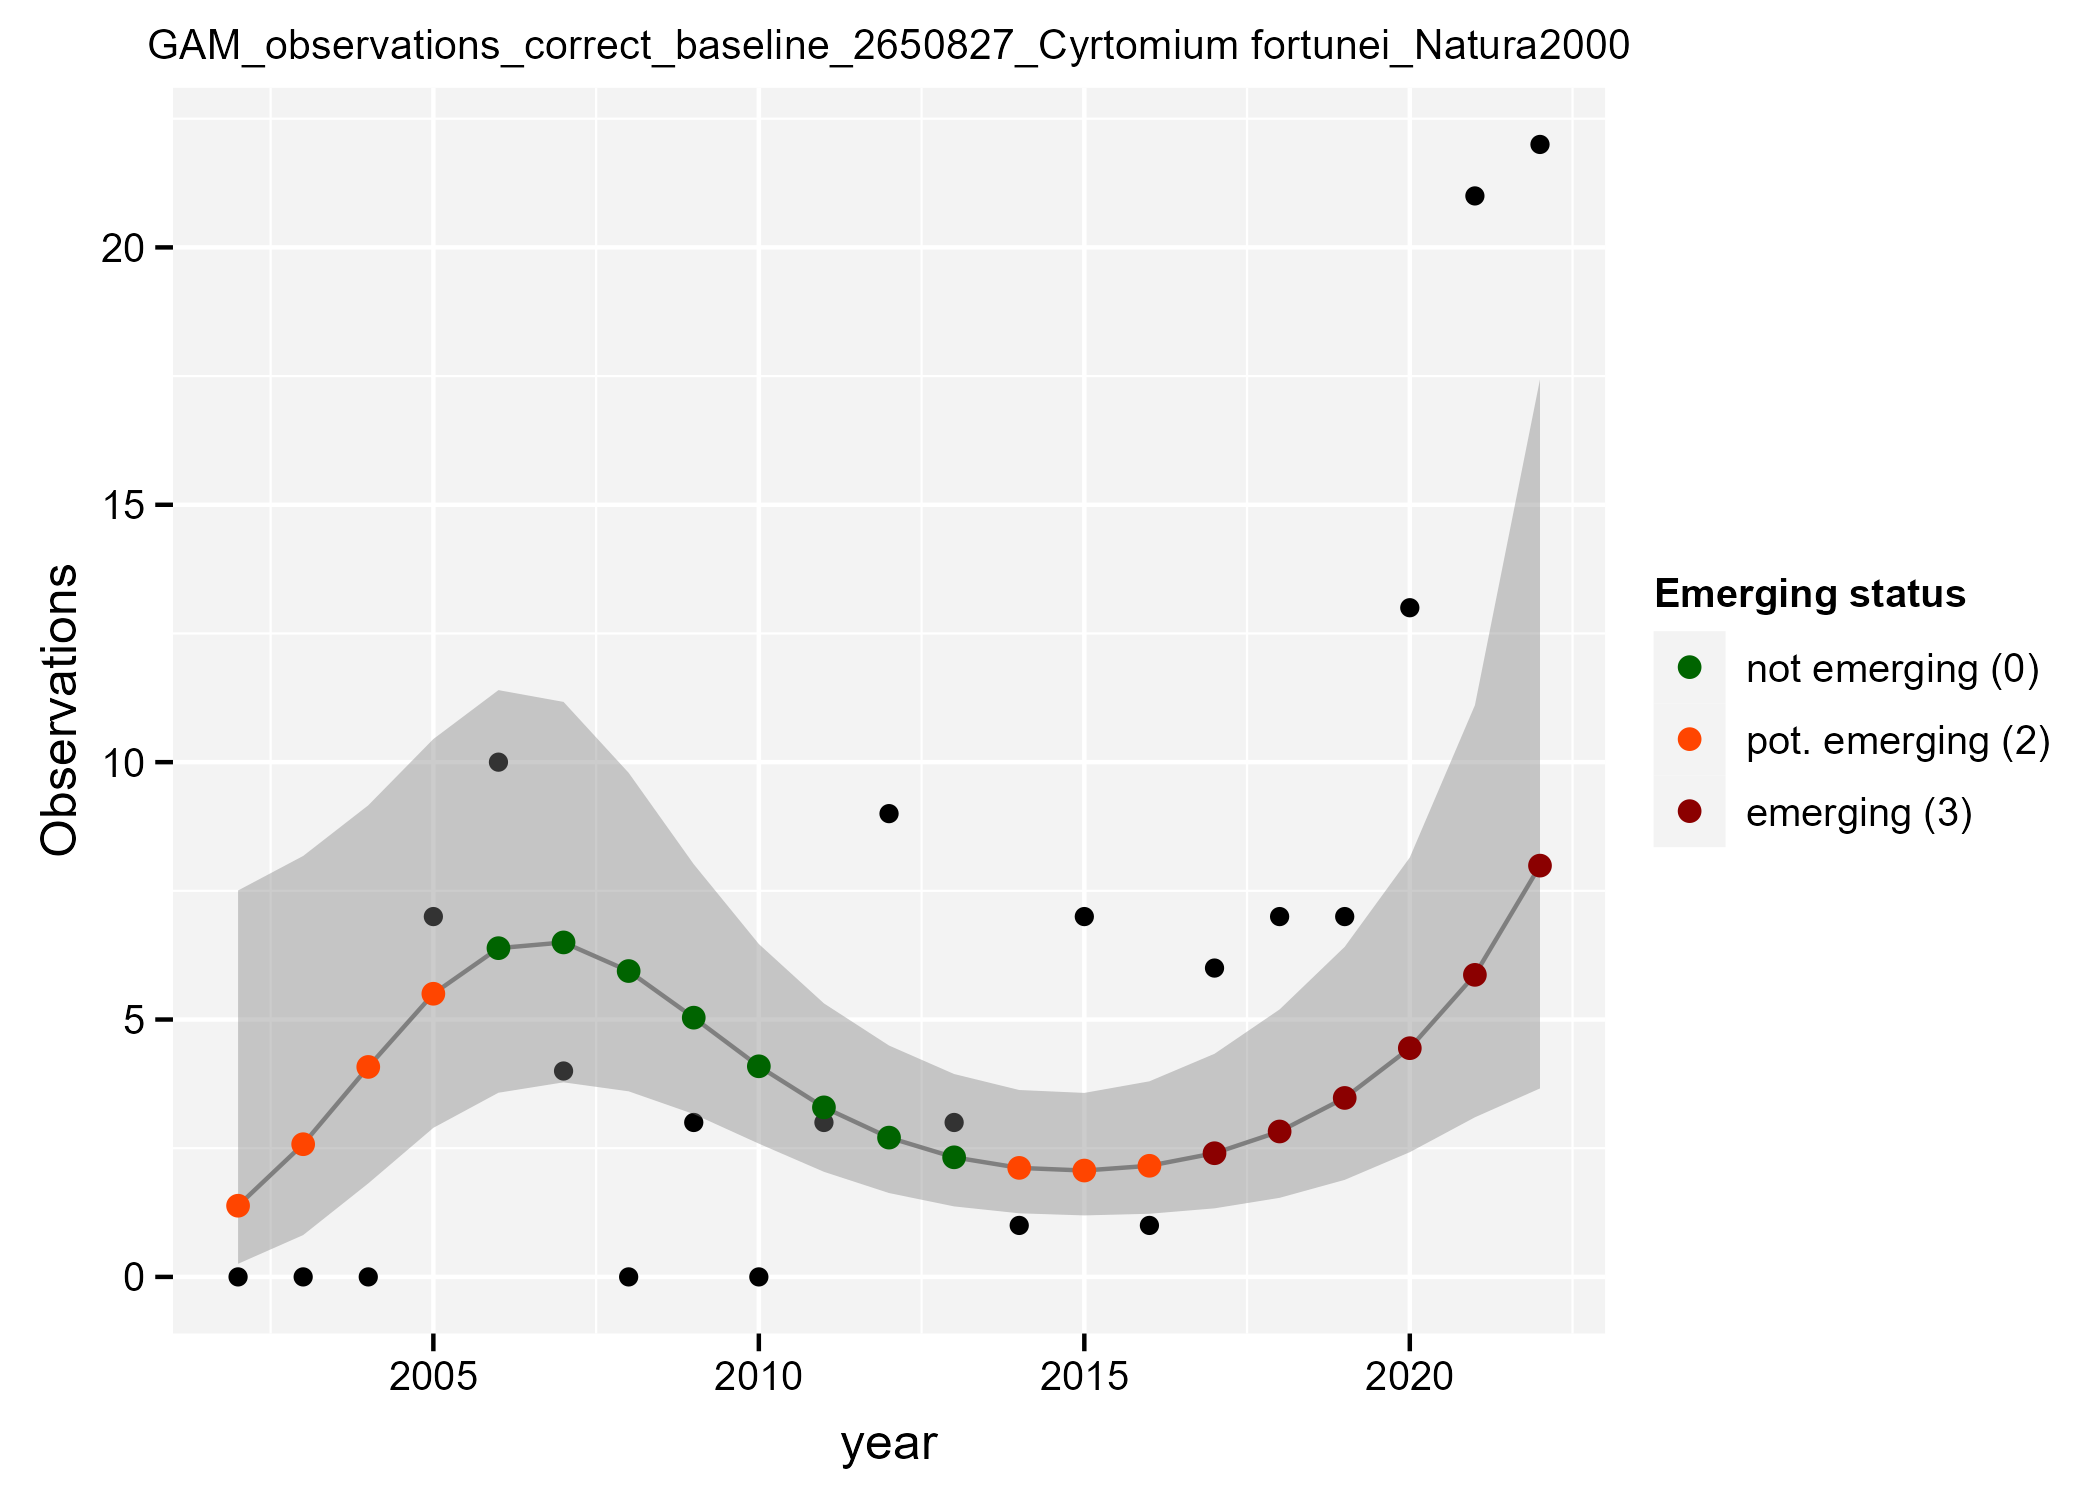 GAM_observations_correct_baseline_2650827_Cyrtomium fortunei_Natura2000
Observations
20
15
10
5
0
2005 2010 2015 2020
year
Emerging status
not emerging (0)
pot. emerging (2)
emerging (3)